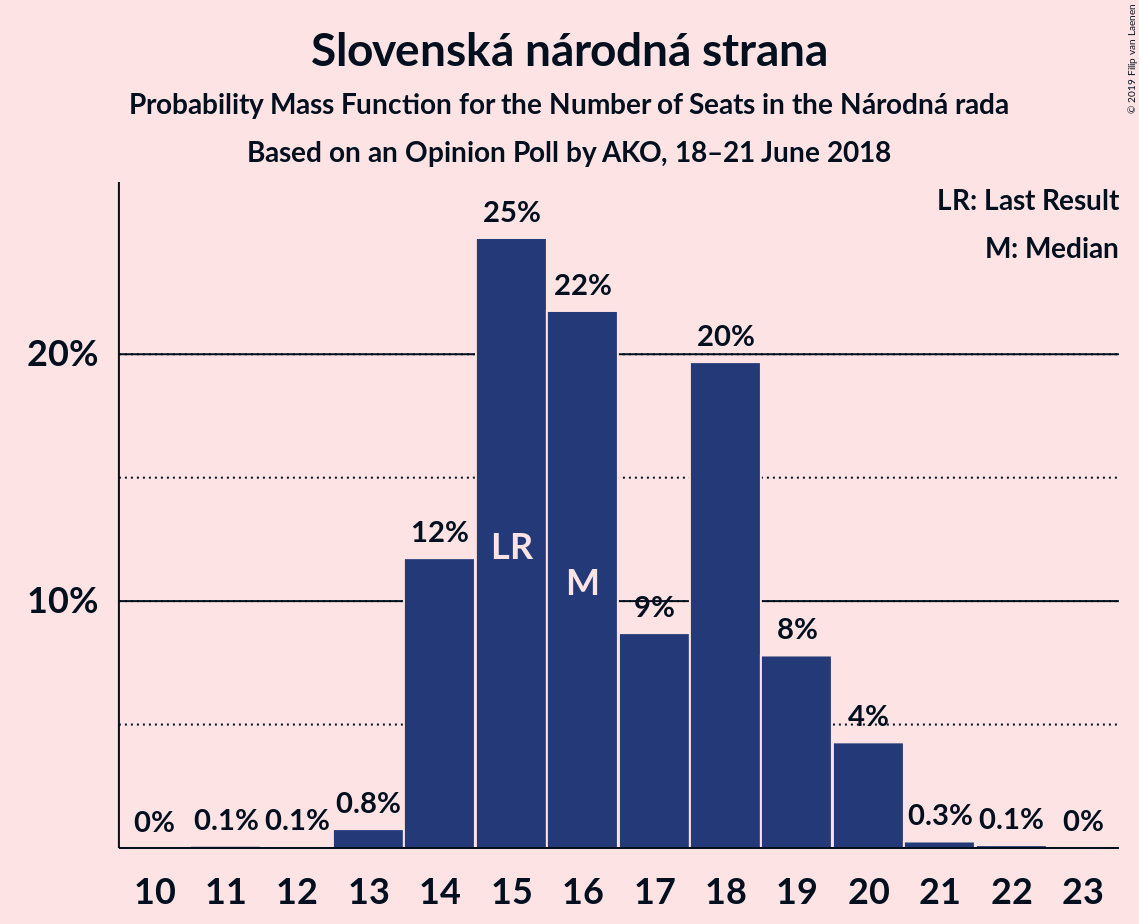 Slovenská národná strana
Probability Mass Function for the Number of Seats in the Národná rada
Based on an Opinion Poll by AKO, 18–21 June 2018
© 2019 Filip van Laenen
LR: Last Result
M: Median
25%
22%
20%
20%
12%
LR
M
10%
9%
8%
4%
0%
0.1%
0.1%
0.8%
0.3%
0.1%
0%
10 11 12 13 14 15 16 17 18 19 20 21 22 23